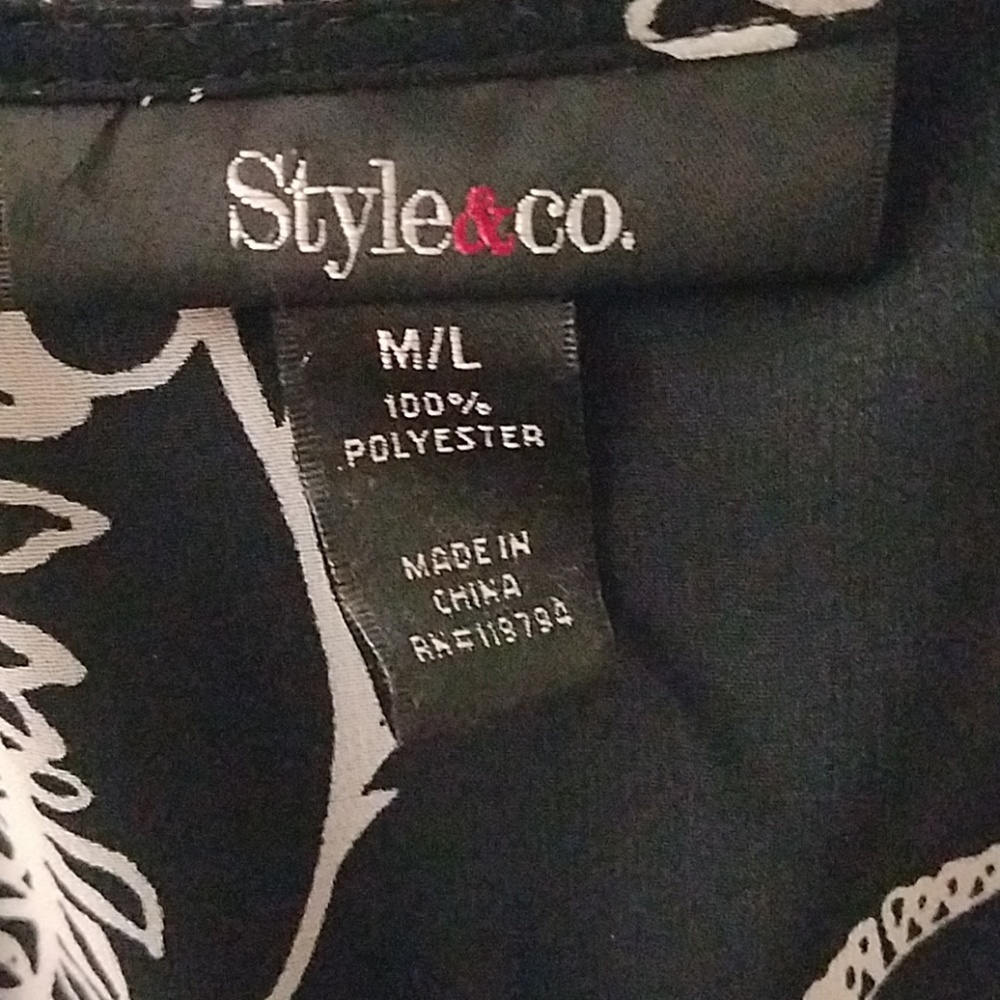 Style&co.
M/L
100%
POLYESTER
MADE IN
CHINA
RN#118794